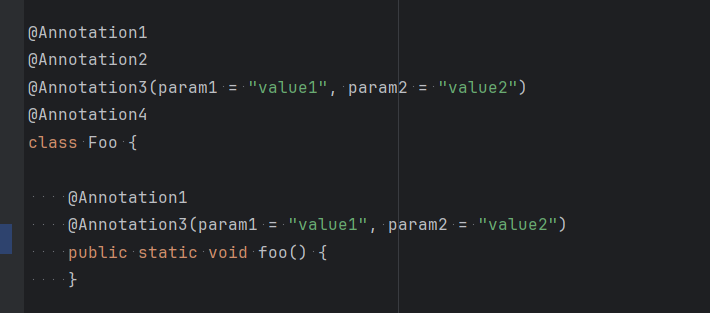 @Annotation1
@Annotation2
@Annotation3(param1 = "value1", param2 = "value2")
@Annotation4
class Foo {
    @Annotation1
    @Annotation3(param1 = "value1", param2 = "value2")
    public static void foo() {
    }